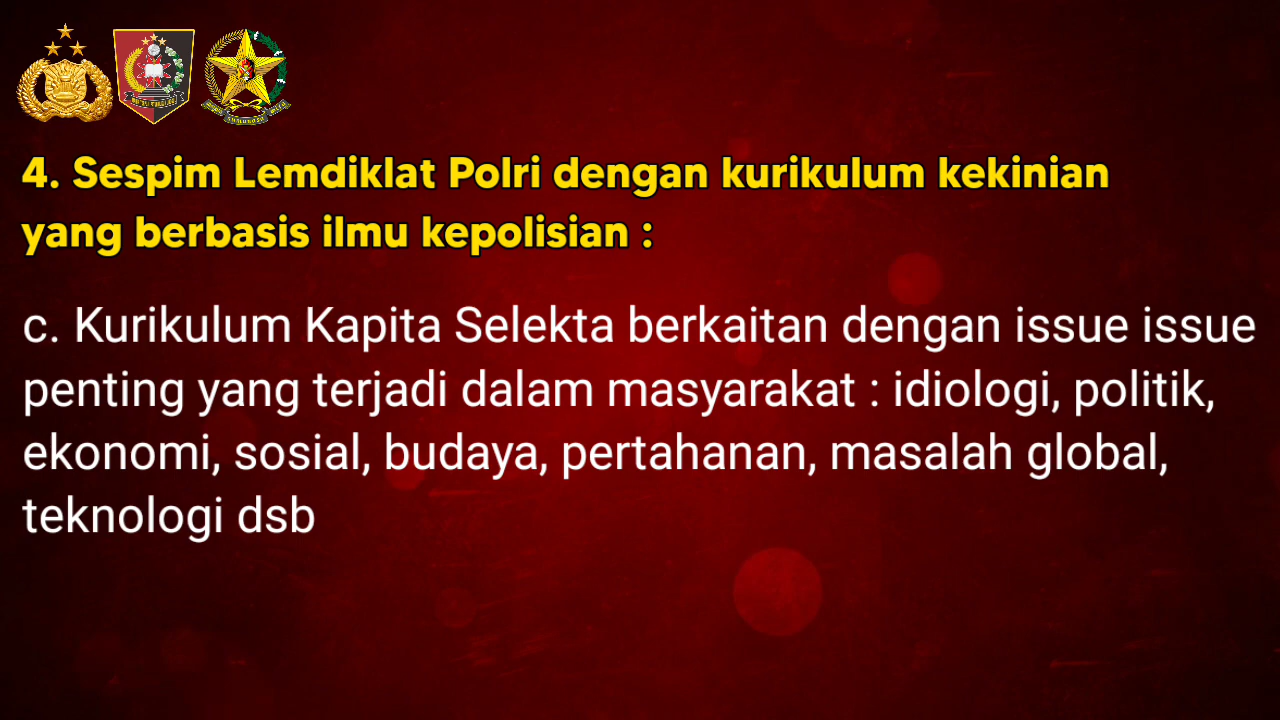 4. Sespim Lemdiklat Polri dengan kurikulum kekinian
yang berbasis ilmu kepolisian :
c. Kurikulum Kapita Selekta berkaitan dengan issue issue
penting yang terjadi dalam masyarakat : idiologi, politik,
ekonomi, sosial, budaya, pertahanan, masalah global,
teknologi dsb